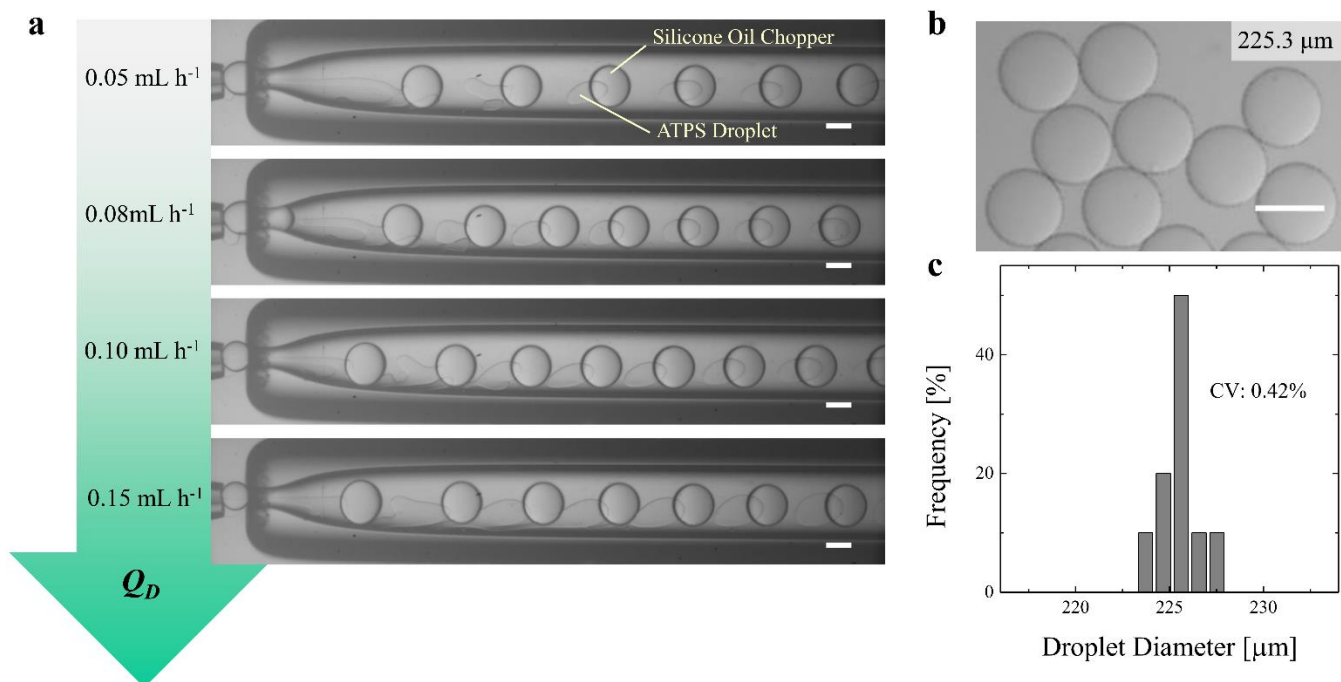 a
0.05 mL h⁻¹
Silicone Oil Chopper
ATPS Droplet
0.08mL h⁻¹
0.10 mL h⁻¹
0.15 mL h⁻¹
Q_D
b
225.3 μm
c
Frequency [%]
40
20
0
CV: 0.42%
220
225
230
Droplet Diameter [μm]